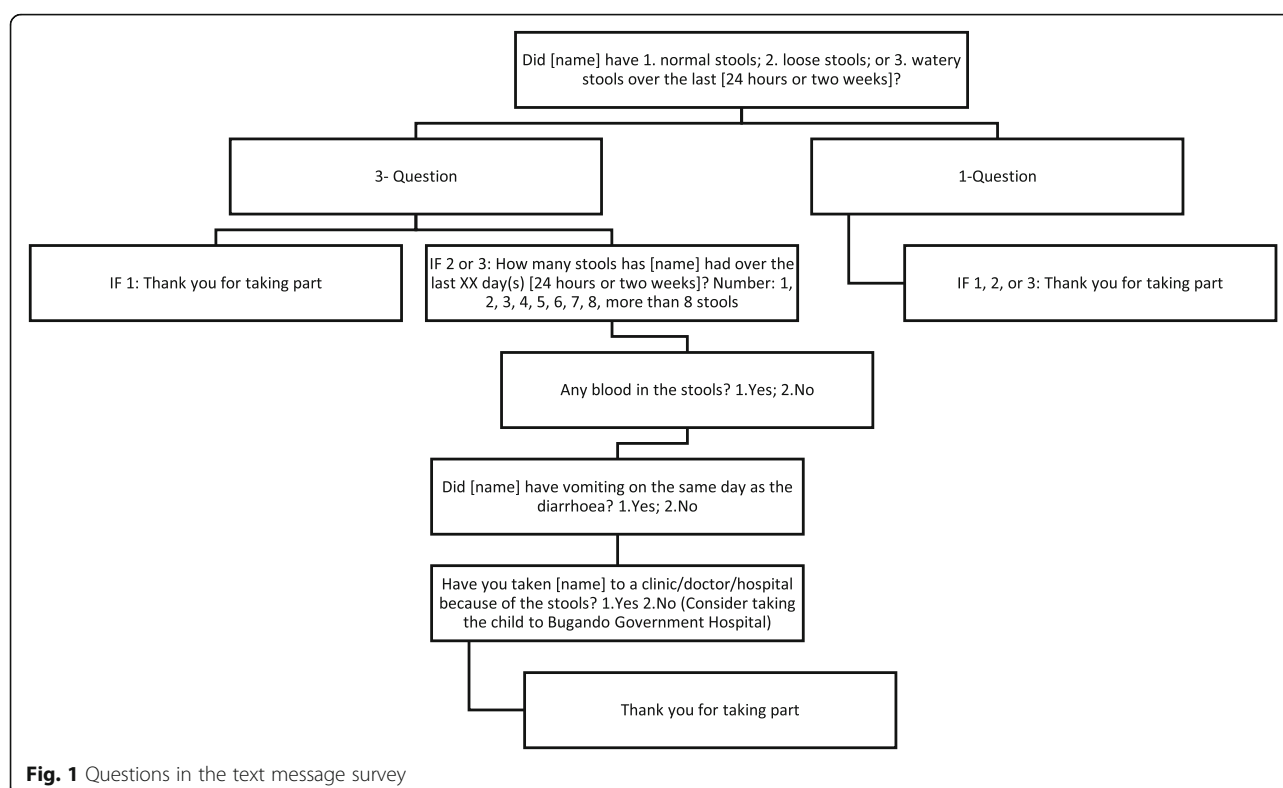 Did [name] have 1. normal stools; 2. loose stools; or 3. watery
stools over the last [24 hours or two weeks]?
3- Question
1-Question
IF 1: Thank you for taking part
IF 2 or 3: How many stools has [name] had over the
last XX day(s) [24 hours or two weeks]? Number: 1,
2, 3, 4, 5, 6, 7, 8, more than 8 stools
IF 1, 2, or 3: Thank you for taking part
Any blood in the stools? 1.Yes; 2.No
Did [name] have vomiting on the same day as the
diarrhoea? 1.Yes; 2.No
Have you taken [name] to a clinic/doctor/hospital
because of the stools? 1.Yes 2.No (Consider taking
the child to Bugando Government Hospital)
Thank you for taking part
Fig. 1 Questions in the text message survey